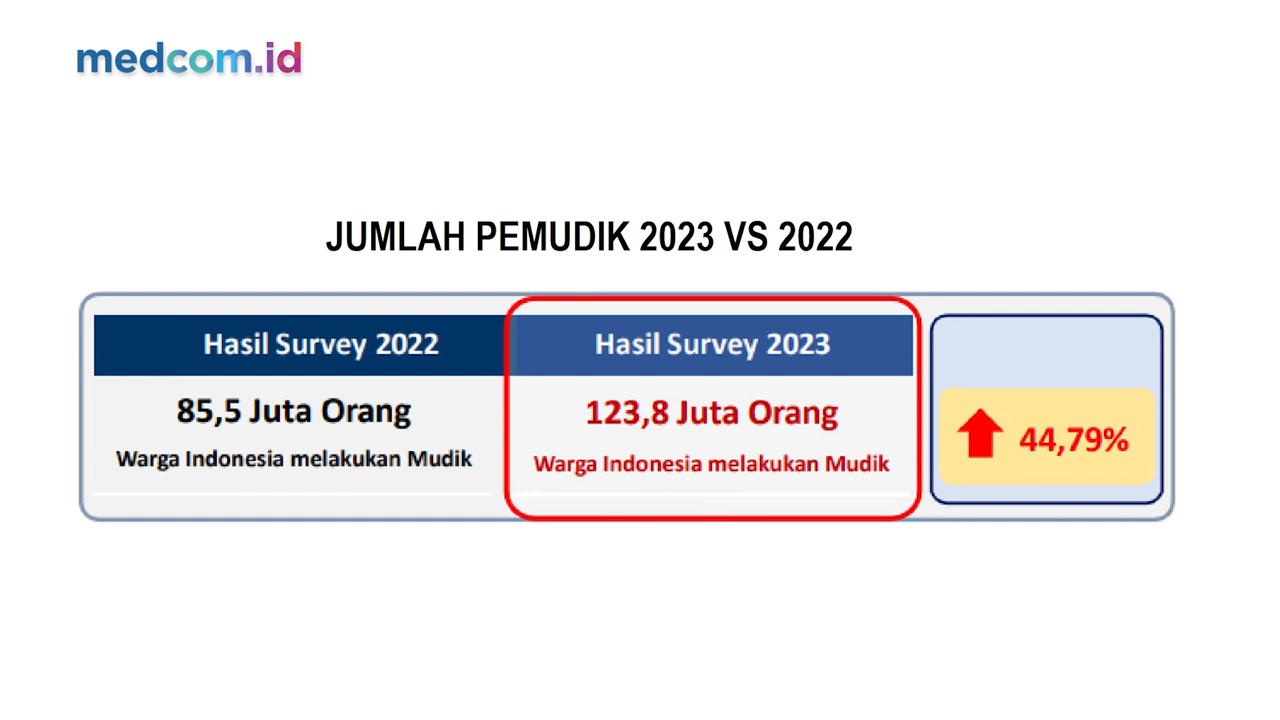 medcom.id
JUMLAH PEMUDIK 2023 VS 2022
Hasil Survey 2022
85,5 Juta Orang
Warga Indonesia melakukan Mudik
Hasil Survey 2023
123,8 Juta Orang
Warga Indonesia melakukan Mudik
44,79%